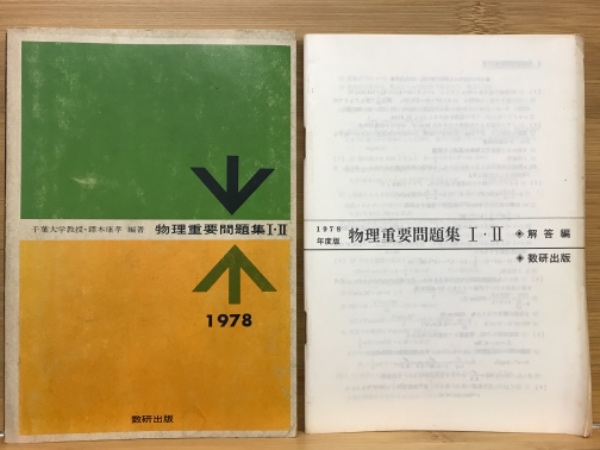 千葉大学教授・鐸木康孝 編著 物理重要問題集I・II
1978
数研出版
1978
年度版
物理重要問題集 I・II
◈ 解答編
◈ 数研出版